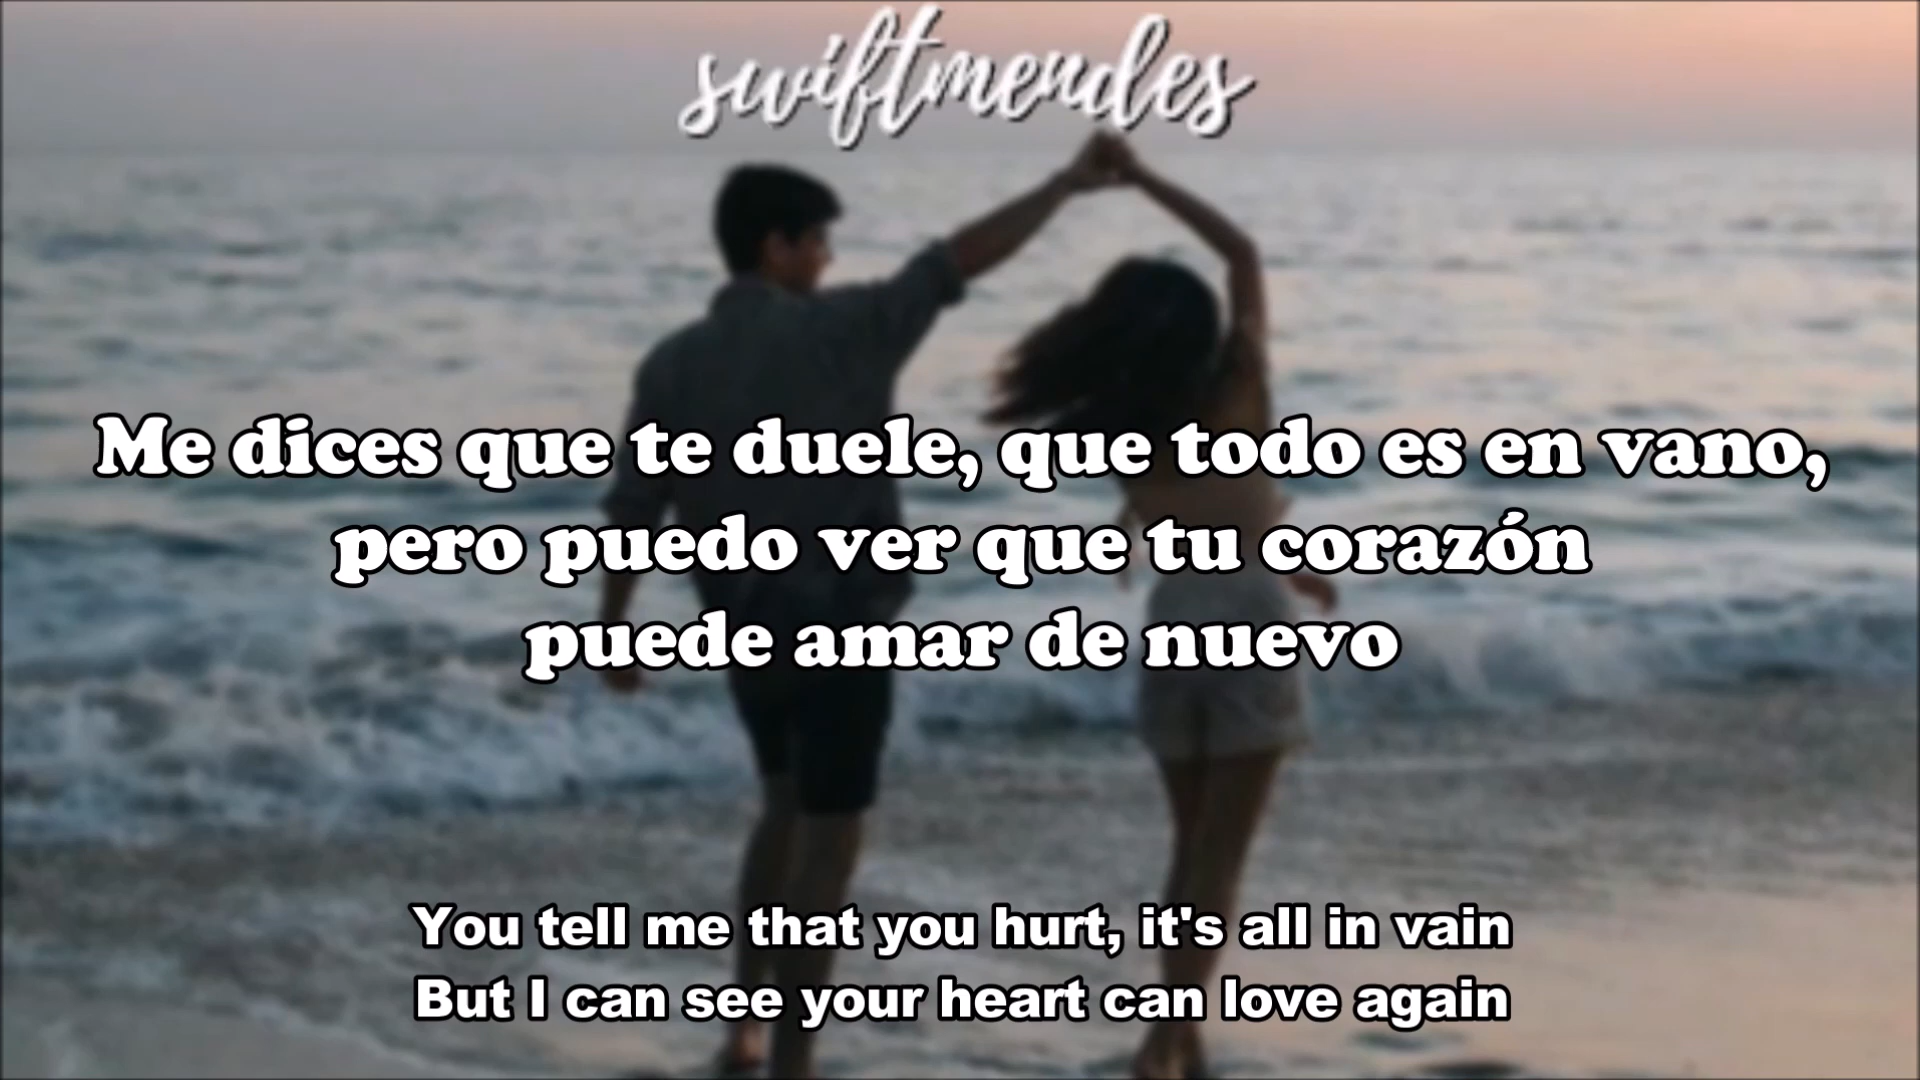 swiftmendes
Me dices que te duele, que todo es en vano,
pero puedo ver que tu corazón
puede amar de nuevo
You tell me that you hurt, it's all in vain
But I can see your heart can love again